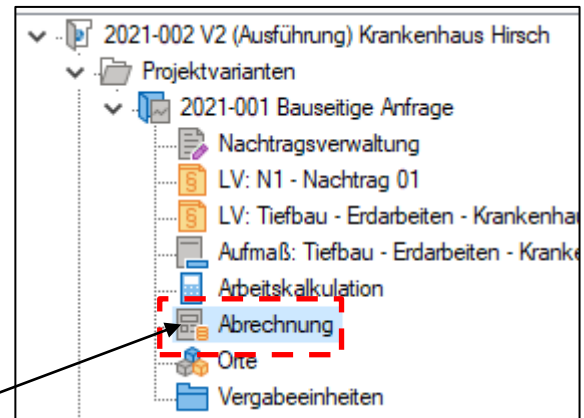 2021-002 V2 (Ausführung) Krankenhaus Hirsch
Projektvarianten
2021-001 Bauseitige Anfrage
Nachtragsverwaltung
§ LV: N1 - Nachtrag 01
§ LV: Tiefbau - Erdarbeiten - Krankenha
Aufmaß: Tiefbau - Erdarbeiten - Kranke
Arbeitskalkulation
Abrechnung
Orte
Vergabeeinheiten